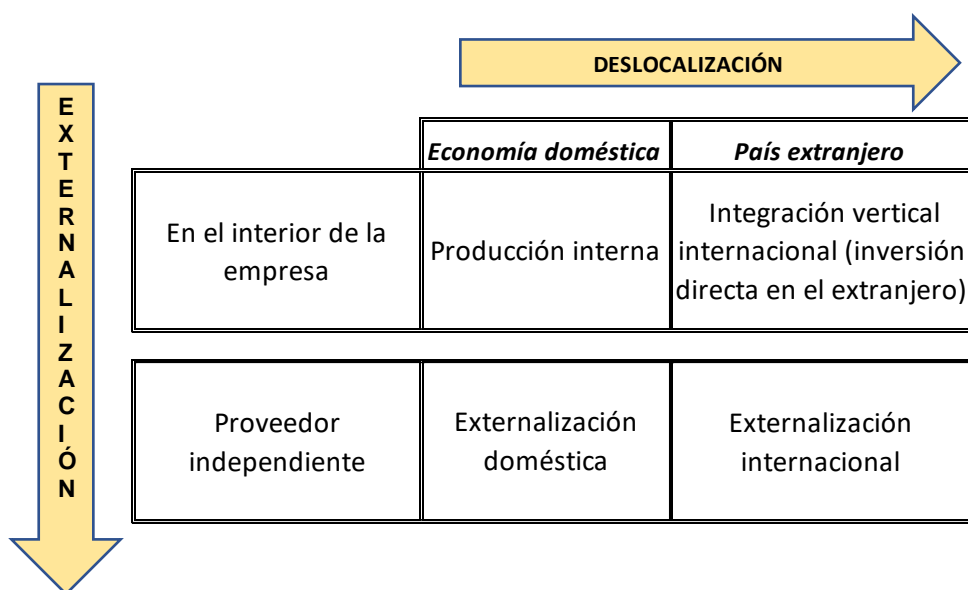 DESLOCALIZACIÓN
EXTERNALIZACIÓN
Economía doméstica
País extranjero
En el interior de la
empresa
Producción interna
Integración vertical
internacional (inversión
directa en el extranjero)
Proveedor
independiente
Externalización
doméstica
Externalización
internacional